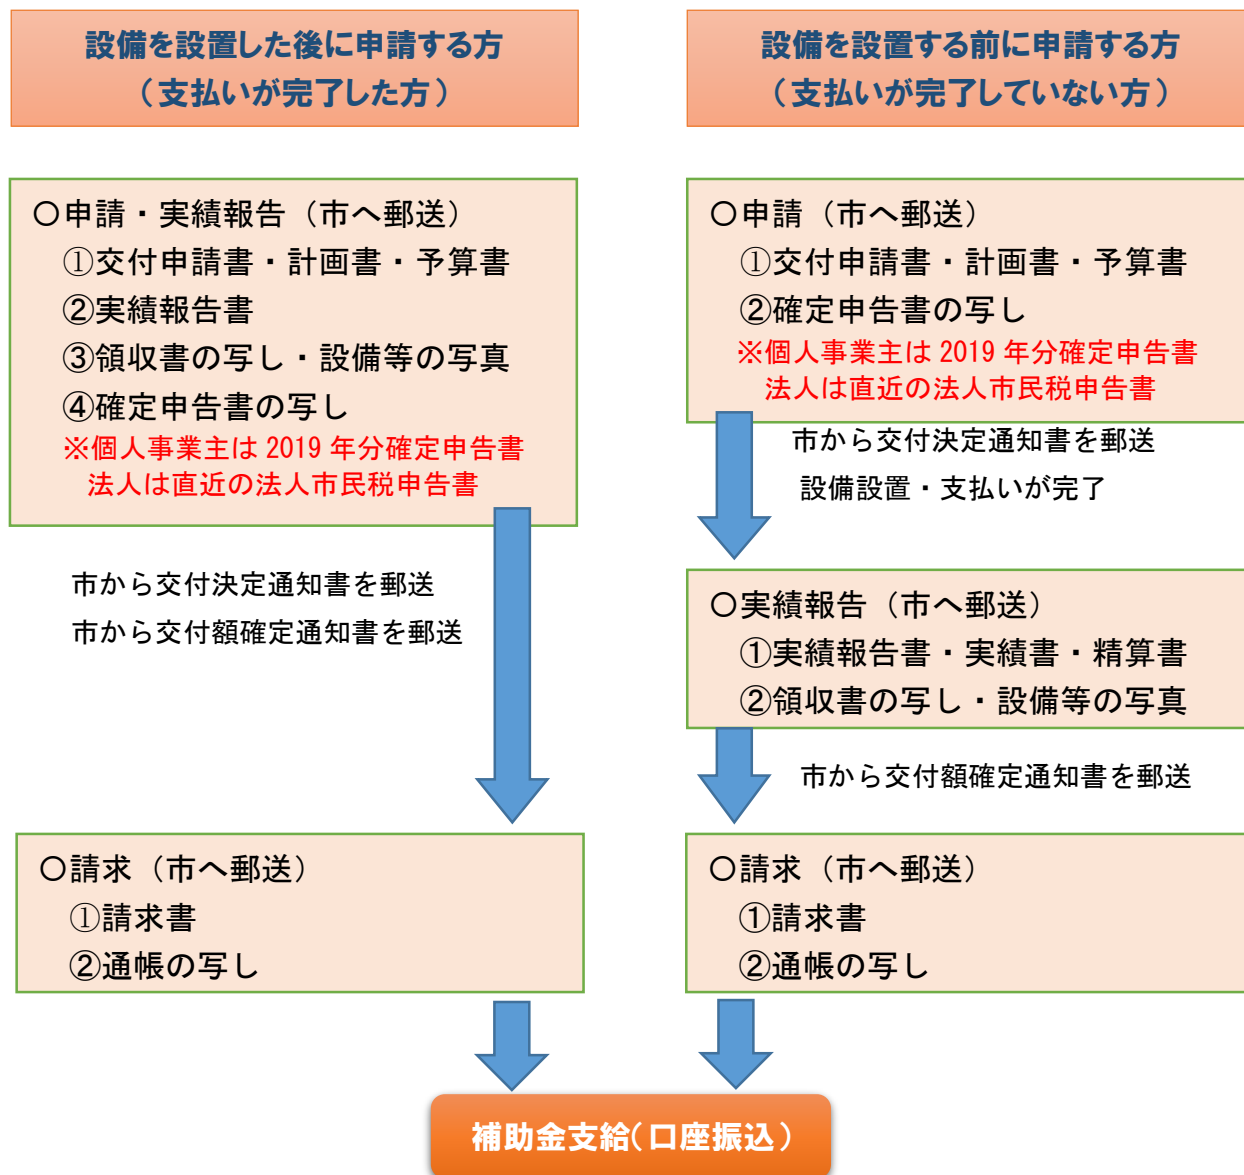 設備を設置した後に申請する方
（支払いが完了した方）
○申請・実績報告（市へ郵送）
①交付申請書・計画書・予算書
②実績報告書
③領収書の写し・設備等の写真
④確定申告書の写し
※個人事業主は 2019 年分確定申告書
法人は直近の法人市民税申告書
市から交付決定通知書を郵送
市から交付額確定通知書を郵送
○請求（市へ郵送）
①請求書
②通帳の写し
設備を設置する前に申請する方
（支払いが完了していない方）
○申請（市へ郵送）
①交付申請書・計画書・予算書
②確定申告書の写し
※個人事業主は 2019 年分確定申告書
法人は直近の法人市民税申告書
市から交付決定通知書を郵送
設備設置・支払いが完了
○実績報告（市へ郵送）
①実績報告書・実績書・精算書
②領収書の写し・設備等の写真
市から交付額確定通知書を郵送
○請求（市へ郵送）
①請求書
②通帳の写し
補助金支給（口座振込）